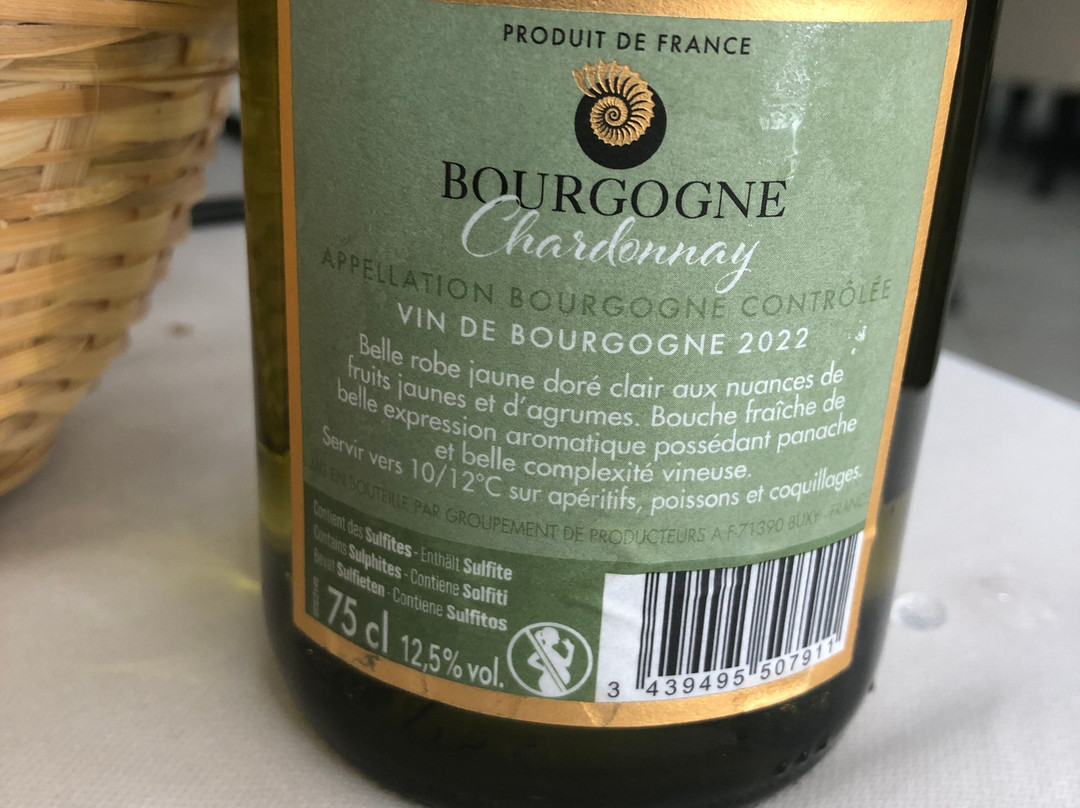 PRODUIT DE FRANCE
BOURGOGNE
Chardonnay
APPELLATION BOURGOGNE CONTRÔLÉE
VIN DE BOURGOGNE 2022
Belle robe jaune doré clair aux nuances de
fruits jaunes et d'agrumes. Bouche fraîche de
belle expression aromatique possédant panache
et belle complexité vineuse.
Servir vers 10/12°C sur apéritifs, poissons et coquillages.
EN BOUTEILLE PAR GROUPEMENT DE PRODUCTEURS A F-71390 BUXY - FRANCE
Contient des Sulfites - Enthält Sulfite
Contains Sulphites - Contiene Solfiti
Bevat Sulfieten - Contiene Sulfitos
75 cl 12,5% vol.
3 439495 507911